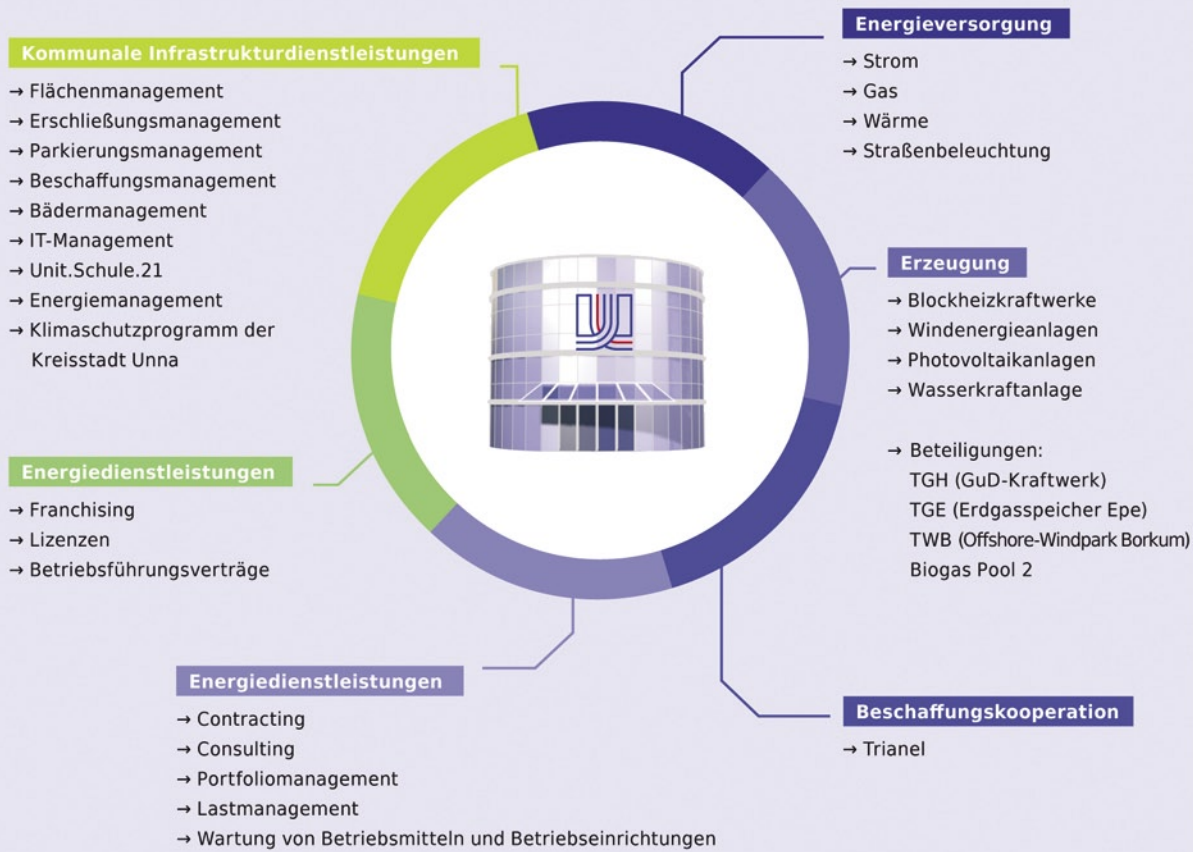 Kommunale Infrastrukturdienstleistungen
→ Flächenmanagement
→ Erschließungsmanagement
→ Parkierungsmanagement
→ Beschaffungsmanagement
→ Bädermanagement
→ IT-Management
→ Unit.Schule.21
→ Energiemanagement
→ Klimaschutzprogramm der
Kreisstadt Unna
Energieversorgung
→ Strom
→ Gas
→ Wärme
→ Straßenbeleuchtung
Erzeugung
→ Blockheizkraftwerke
→ Windenergieanlagen
→ Photovoltaikanlagen
→ Wasserkraftanlage
→ Beteiligungen:
TGH (GuD-Kraftwerk)
TGE (Erdgasspeicher Epe)
TWB (Offshore-Windpark Borkum)
Biogas Pool 2
Energiedienstleistungen
→ Franchising
→ Lizenzen
→ Betriebsführungsverträge
Energiedienstleistungen
→ Contracting
→ Consulting
→ Portfoliomanagement
→ Lastmanagement
→ Wartung von Betriebsmitteln und Betriebseinrichtungen
Beschaffungskooperation
→ Trianel